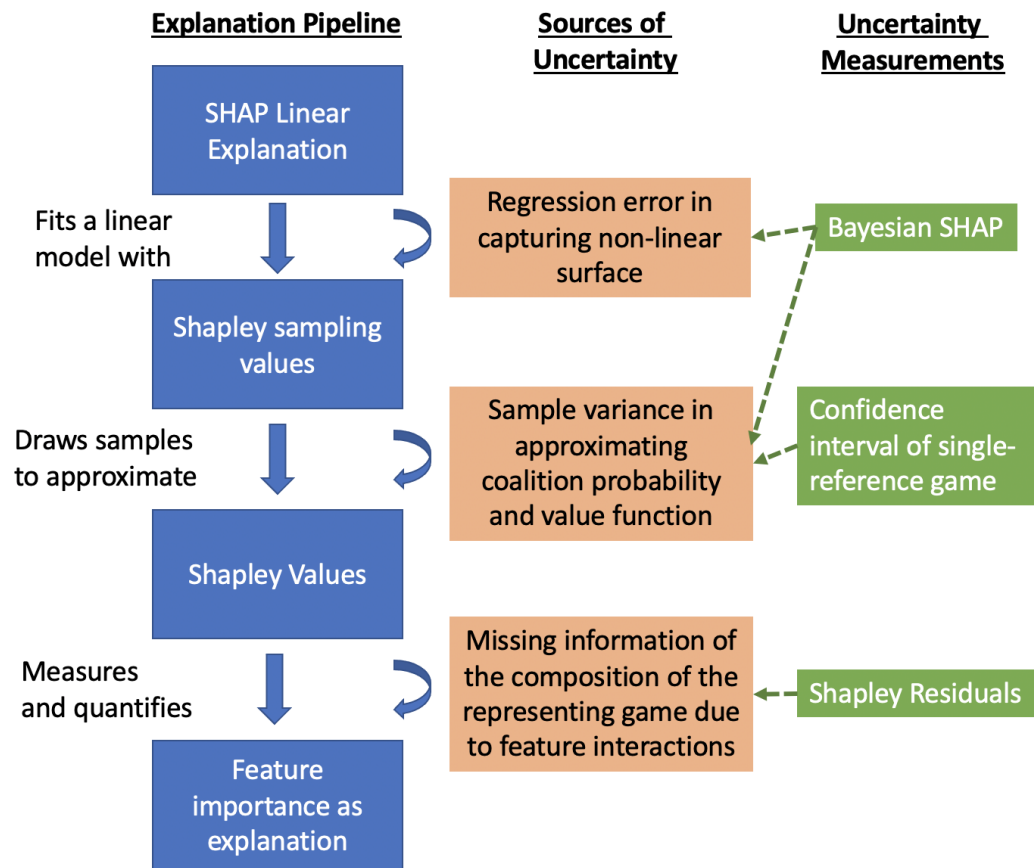 Explanation Pipeline
Sources of
Uncertainty
Uncertainty
Measurements
SHAP Linear
Explanation
Fits a linear
model with
Regression error in
capturing non-linear
surface
Bayesian SHAP
Shapley sampling
values
Draws samples
to approximate
Sample variance in
approximating
coalition probability
and value function
Confidence
interval of single-
reference game
Shapley Values
Measures
and quantifies
Missing information of
the composition of the
representing game due
to feature interactions
Shapley Residuals
Feature
importance as
explanation